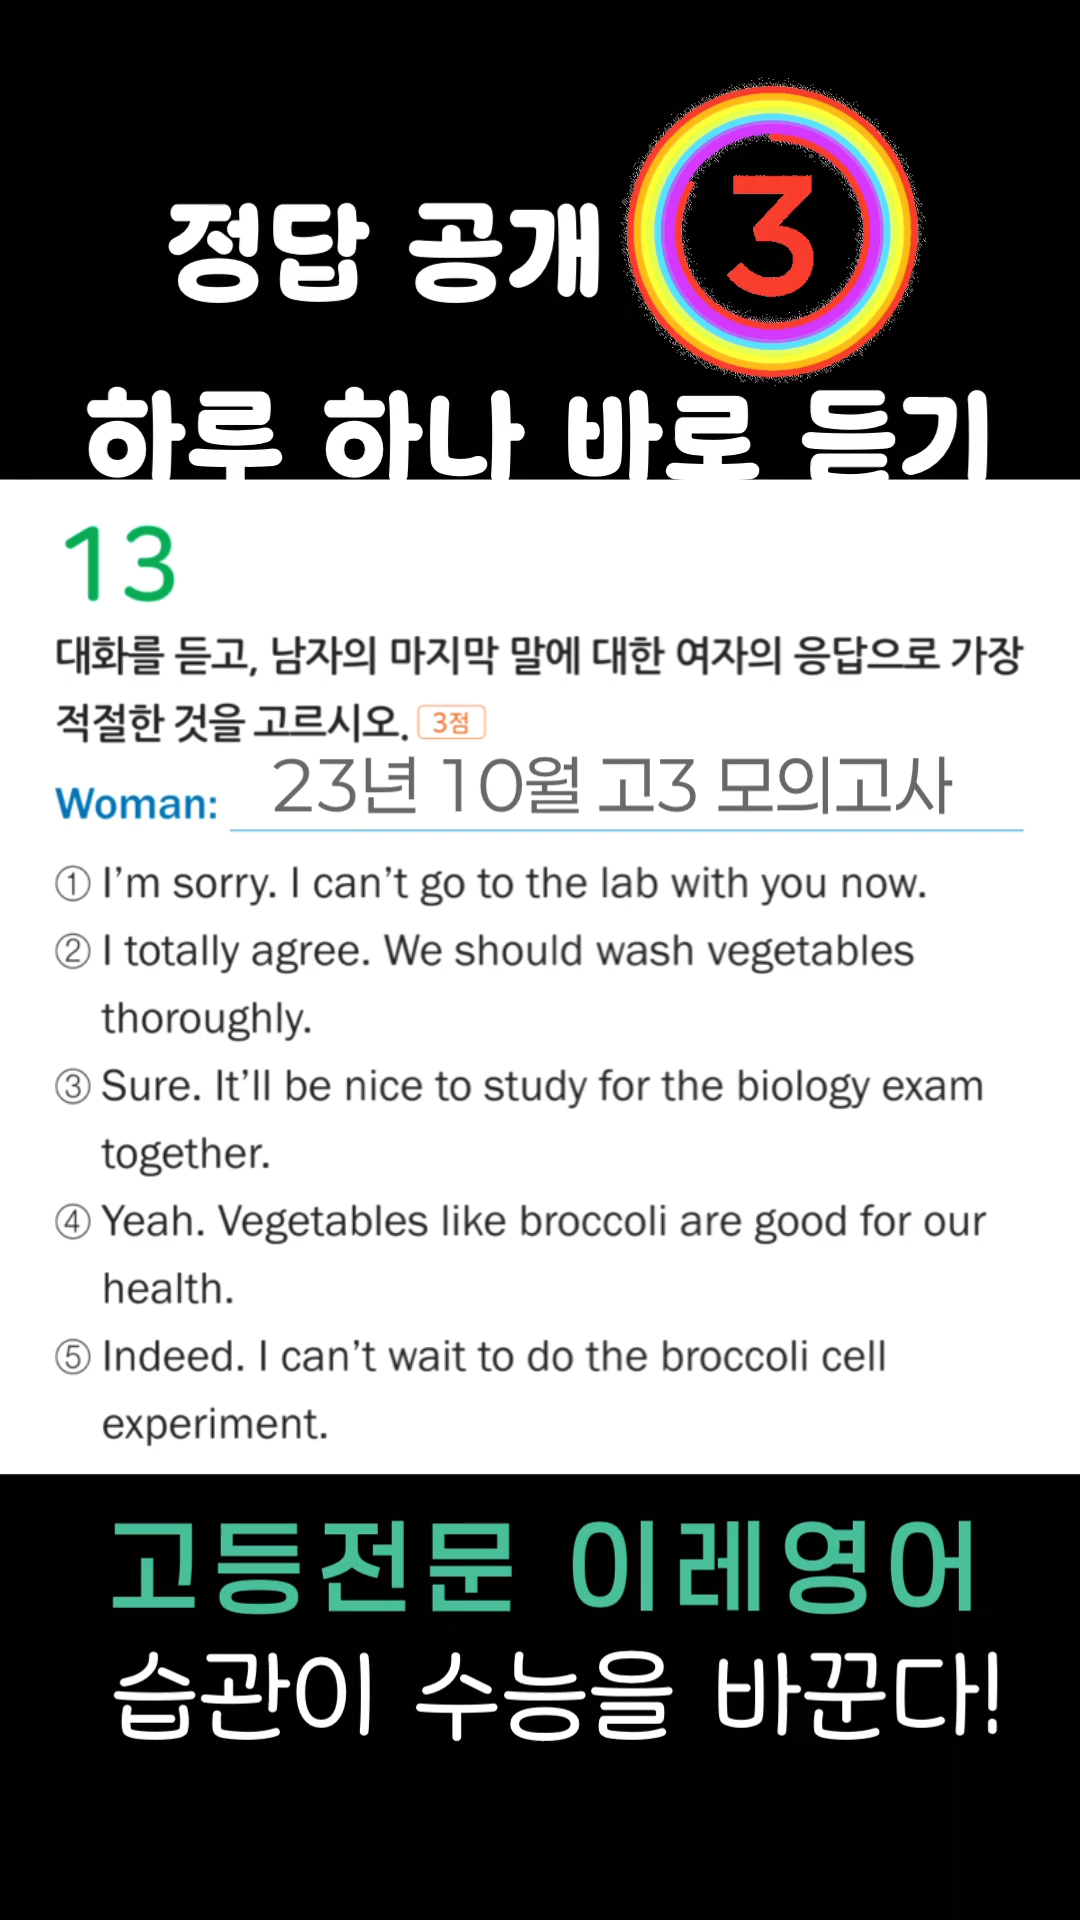 정답 공개 3
하루 하나 바로 듣기
13
대화를 듣고, 남자의 마지막 말에 대한 여자의 응답으로 가장
적절한 것을 고르시오. 3점
Woman: 23년 10월 고3 모의고사
① I’m sorry. I can’t go to the lab with you now.
② I totally agree. We should wash vegetables
thoroughly.
③ Sure. It’ll be nice to study for the biology exam
together.
④ Yeah. Vegetables like broccoli are good for our
health.
⑤ Indeed. I can’t wait to do the broccoli cell
experiment.
고등전문 이레영어
습관이 수능을 바꾼다!